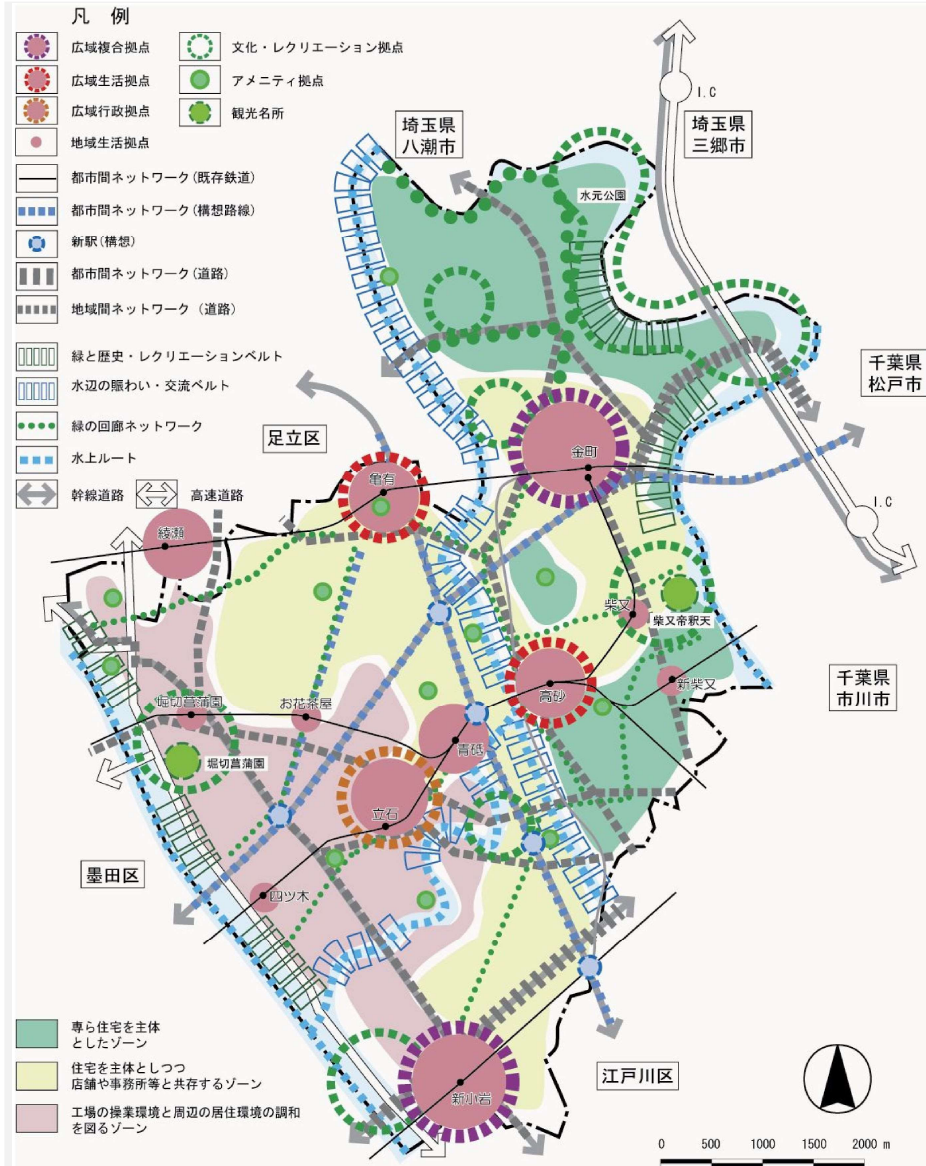 凡 例
広域複合拠点
文化・レクリエーション拠点
広域生活拠点
アメニティ拠点
広域行政拠点
観光名所
地域生活拠点
都市間ネットワーク(既存鉄道)
都市間ネットワーク(構想路線)
新駅(構想)
都市間ネットワーク(道路)
地域間ネットワーク(道路)
緑と歴史・レクリエーションベルト
水辺の賑わい・交流ベルト
緑の回廊ネットワーク
水上ルート
幹線道路
高速道路
I.C
埼玉県
八潮市
埼玉県
三郷市
水元公園
千葉県
松戸市
足立区
金町
亀有
I.C
綾瀬
柴又
柴又帝釈天
千葉県
市川市
高砂
新柴又
堀切菖蒲園
お花茶屋
青砥
堀切菖蒲園
立石
墨田区
四ツ木
江戸川区
新小岩
専ら住宅を主体
としたゾーン
住宅を主体としつつ
店舗や事務所等と共存するゾーン
工場の操業環境と周辺の居住環境の調和
を図るゾーン
0 500 1000 1500 2000 m